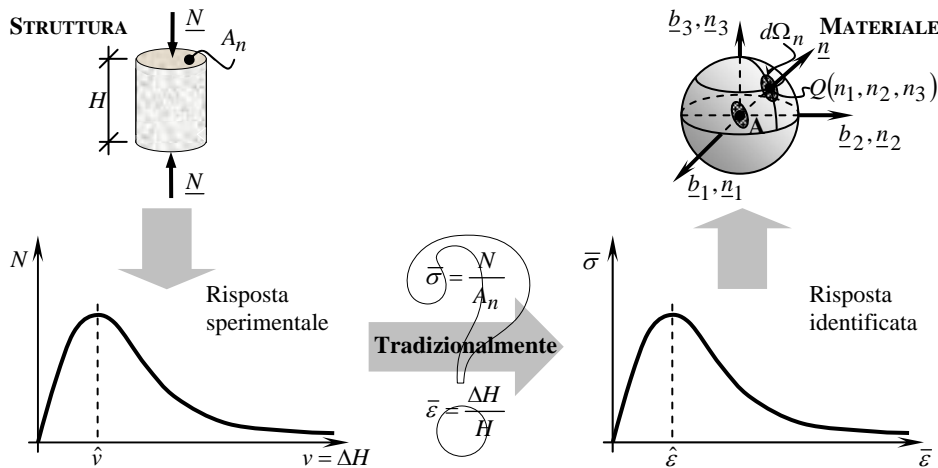 STRUTTURA
N
A_n
H
N
MATERIALE
b_3, n_3
dΩ_n
n
Q(n_1, n_2, n_3)
A
b_2, n_2
b_1, n_1
N
Risposta
sperimentale
v̂
v = ΔH
σ̅ = N/A_n
Tradizionalmente
ε̅ = ΔH/H
σ̅
Risposta
identificata
ε̂
ε̅